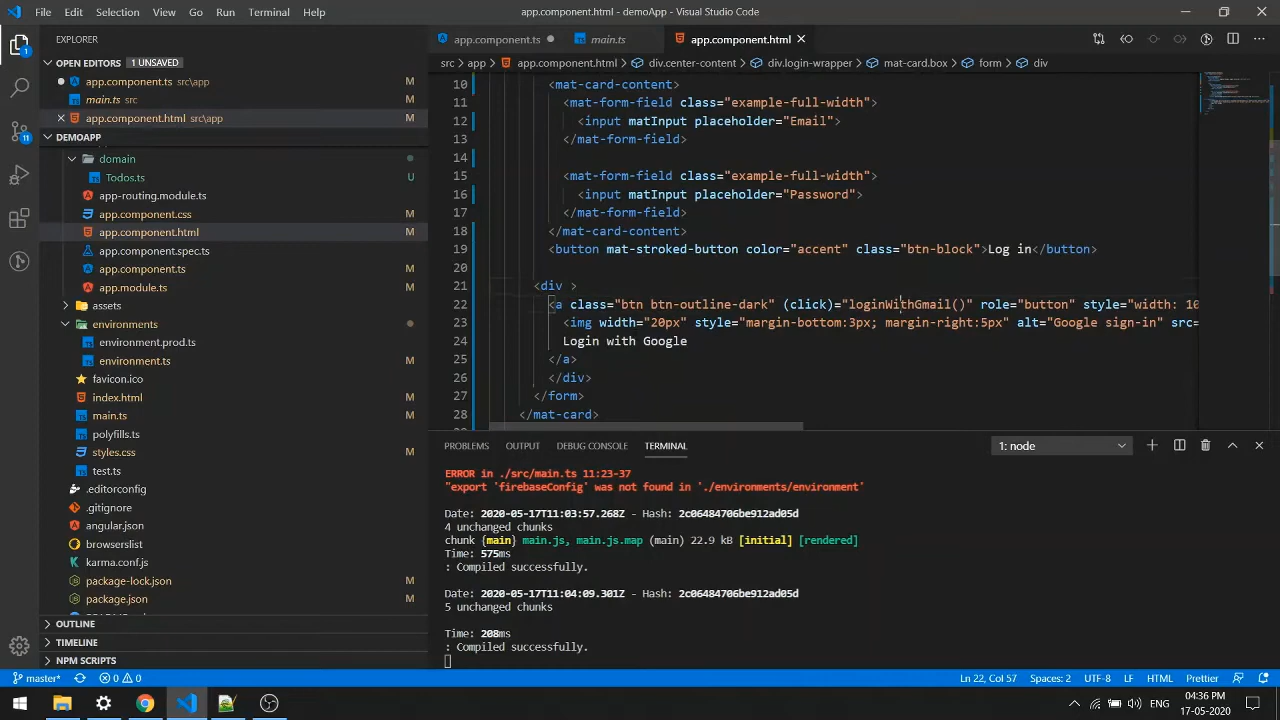 File Edit Selection View Go Run Terminal Help
app.component.html - demoApp - Visual Studio Code
EXPLORER
OPEN EDITORS 1 UNSAVED
app.component.ts src\app M
main.ts src M
app.component.html src\app M
DEMOAPP
domain
Todos.ts U
app-routing.module.ts
app.component.css M
app.component.html M
app.component.spec.ts
app.component.ts M
app.module.ts M
assets
environments
environment.prod.ts
environment.ts M
favicon.ico
index.html M
main.ts M
polyfills.ts
styles.css M
test.ts
.editorconfig
.gitignore
angular.json
browserslist
karma.conf.js
package-lock.json M
package.json M
OUTLINE
TIMELINE
NPM SCRIPTS
1
11
app.component.ts
main.ts
app.component.html
src app app.component.html div.center-content div.login-wrapper mat-card.box form div
10 <mat-card-content>
11 <mat-form-field class="example-full-width">
12 <input matInput placeholder="Email">
13 </mat-form-field>
14
15 <mat-form-field class="example-full-width">
16 <input matInput placeholder="Password">
17 </mat-form-field>
18 </mat-card-content>
19 <button mat-stroked-button color="accent" class="btn-block">Log in</button>
20
21 <div >
22 <a class="btn btn-outline-dark" (click)="loginWithGmail()" role="button" style="width: 10
23 <img width="20px" style="margin-bottom:3px; margin-right:5px" alt="Google sign-in" src=
24 Login with Google
25 </a>
26 </div>
27 </form>
28 </mat-card>
PROBLEMS OUTPUT DEBUG CONSOLE TERMINAL
1: node
ERROR in ./src/main.ts 11:23-37
"export 'firebaseConfig' was not found in './environments/environment'
Date: 2020-05-17T11:03:57.268Z - Hash: 2c06484706be912ad05d
4 unchanged chunks
chunk {main} main.js, main.js.map (main) 22.9 kB [initial] [rendered]
Time: 575ms
: Compiled successfully.
Date: 2020-05-17T11:04:09.301Z - Hash: 2c06484706be912ad05d
5 unchanged chunks
Time: 208ms
: Compiled successfully.
master* 0 0
Ln 22, Col 57 Spaces: 2 UTF-8 LF HTML Prettier
ENG
04:36 PM
17-05-2020